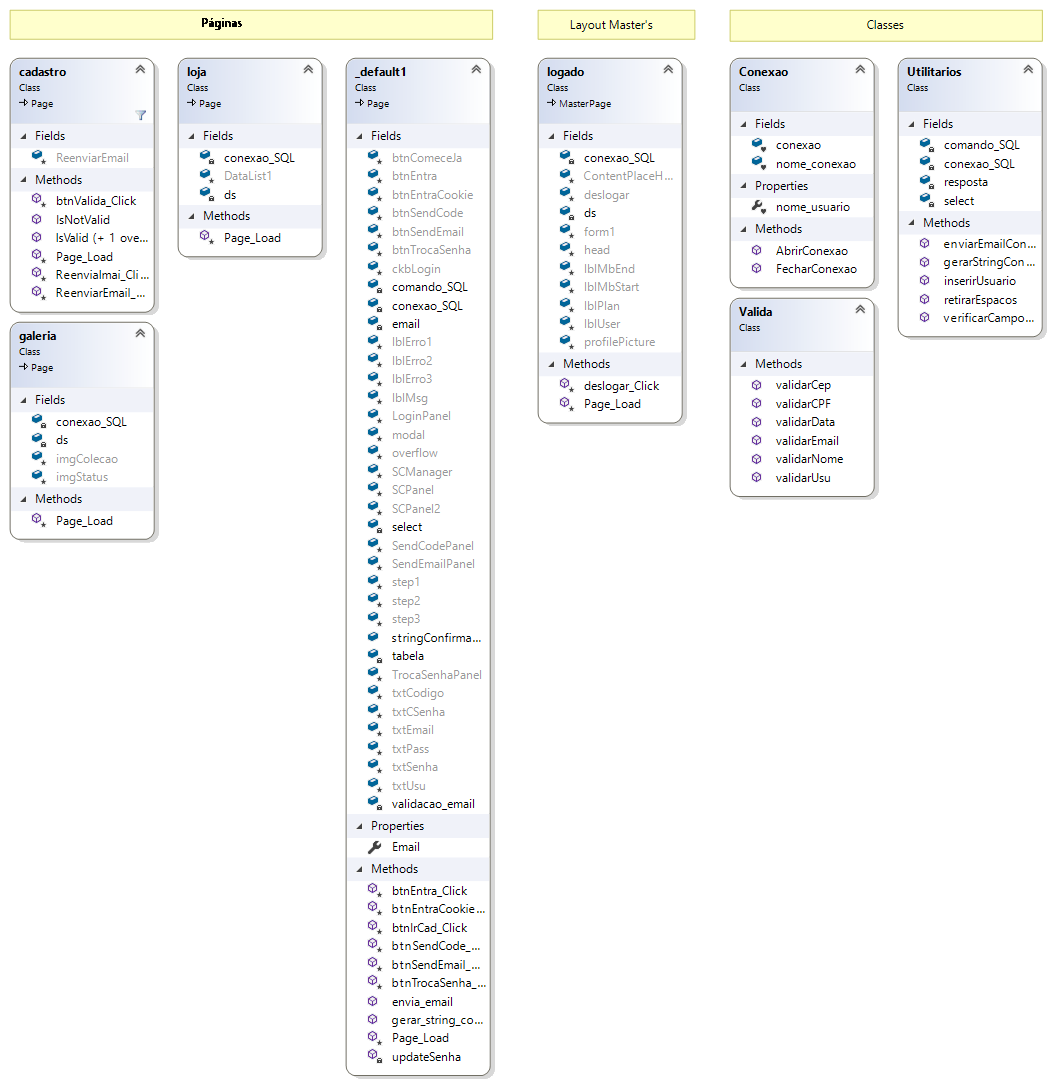 Páginas
cadastro
Class
Page
Fields
ReenviarEmail
Methods
btnValida_Click
IsNotValid
IsValid (+ 1 ove...
Page_Load
Reenvialmai_Cli...
ReenviarEmail_...
galeria
Class
Page
Fields
conexao_SQL
ds
imgColecao
imgStatus
Methods
Page_Load
loja
Class
Page
Fields
conexao_SQL
DataList1
ds
Methods
Page_Load
_default1
Class
Page
Fields
btnComeceJa
btnEntra
btnEntraCookie
btnSendCode
btnSendEmail
btnTrocaSenha
ckbLogin
comando_SQL
conexao_SQL
email
lblErro1
lblErro2
lblErro3
lblMsg
LoginPanel
modal
overflow
SCManager
SCPanel
SCPanel2
select
SendCodePanel
SendEmailPanel
step1
step2
step3
stringConfirma...
tabela
TrocaSenhaPanel
txtCodigo
txtCSenha
txtEmail
txtPass
txtSenha
txtUsu
validacao_email
Properties
Email
Methods
btnEntra_Click
btnEntraCookie...
btnIrCad_Click
btnSendCode_...
btnSendEmail_...
btnTrocaSenha_...
envia_email
gerar_string_co...
Page_Load
updateSenha
Layout Master's
logado
Class
MasterPage
Fields
conexao_SQL
ContentPlaceH...
deslogar
ds
form1
head
lblMbEnd
lblMbStart
lblPlan
lblUser
profilePicture
Methods
deslogar_Click
Page_Load
Classes
Conexao
Class
Fields
conexao
nome_conexao
Properties
nome_usuario
Methods
AbrirConexao
FecharConexao
Valida
Class
Methods
validarCep
validarCPF
validarData
validarEmail
validarNome
validarUsu
Utilitarios
Class
Fields
comando_SQL
conexao_SQL
resposta
select
Methods
enviarEmailCon...
gerarStringCon...
inserirUsuario
retirarEspacos
verificarCampo...